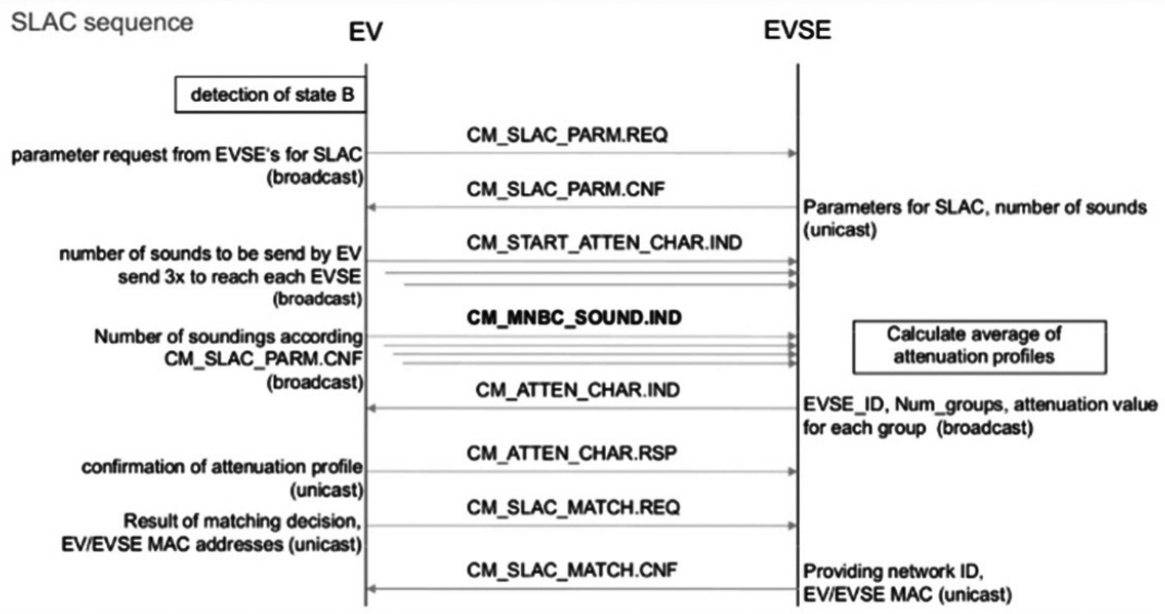 SLAC sequence
EV
EVSE
detection of state B
CM_SLAC_PARM.REQ
parameter request from EVSE's for SLAC
(broadcast)
CM_SLAC_PARM.CNF
Parameters for SLAC, number of sounds
(unicast)
CM_START_ATTEN_CHAR.IND
number of sounds to be send by EV
send 3x to reach each EVSE
(broadcast)
CM_MNBC_SOUND.IND
Number of soundings according
CM_SLAC_PARM.CNF
(broadcast)
Calculate average of
attenuation profiles
CM_ATTEN_CHAR.IND
EVSE_ID, Num_groups, attenuation value
for each group (broadcast)
CM_ATTEN_CHAR.RSP
confirmation of attenuation profile
(unicast)
CM_SLAC_MATCH.REQ
Result of matching decision,
EV/EVSE MAC addresses (unicast)
CM_SLAC_MATCH.CNF
Providing network ID,
EV/EVSE MAC (unicast)